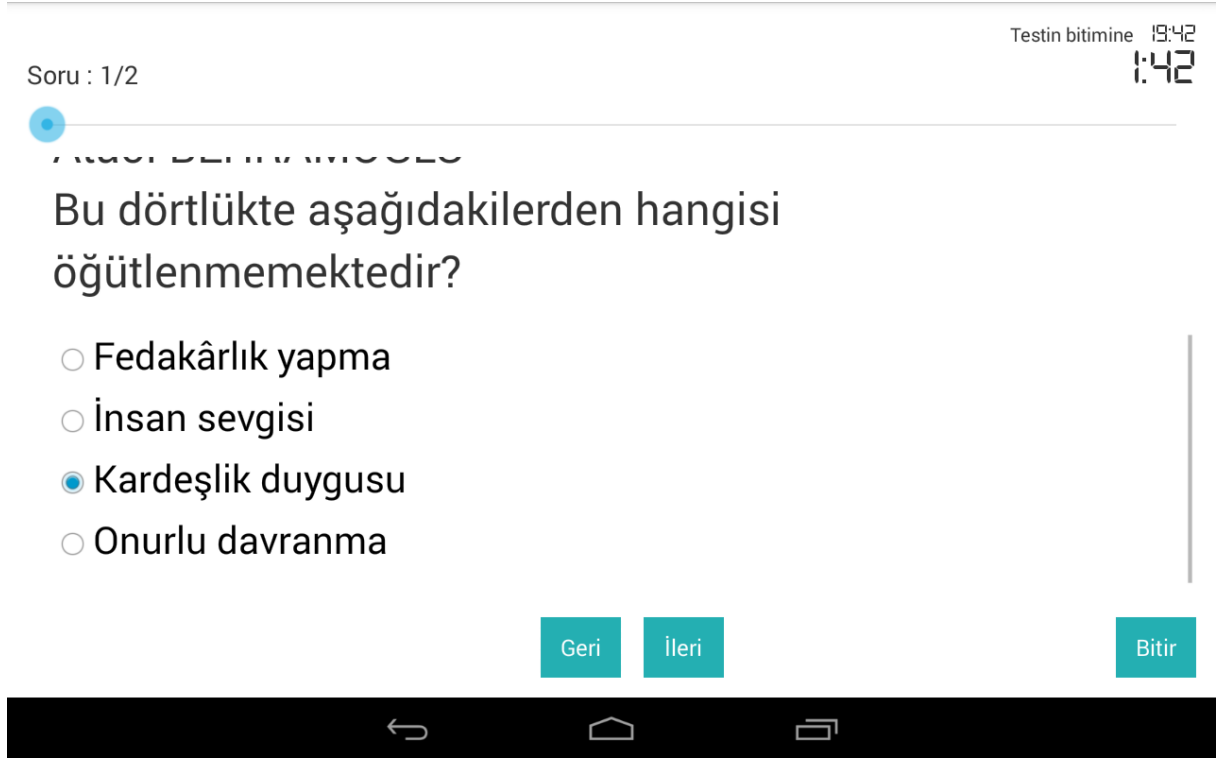 Testin bitimine 19:42
1:42
Soru : 1/2
Bu dörtlükte aşağıdakilerden hangisi
öğütlenmemektedir?
Fedakârlık yapma
İnsan sevgisi
Kardeşlik duygusu
Onurlu davranma
Geri
İleri
Bitir